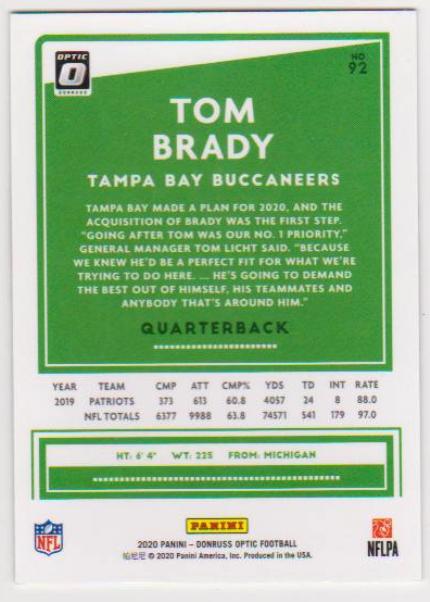 OPTIC
DONRUSS
NO.
92
TOM
BRADY
TAMPA BAY BUCCANEERS
TAMPA BAY MADE A PLAN FOR 2020, AND THE
ACQUISITION OF BRADY WAS THE FIRST STEP.
"GOING AFTER TOM WAS OUR NO. 1 PRIORITY,"
GENERAL MANAGER TOM LICHT SAID. "BECAUSE
WE KNEW HE'D BE A PERFECT FIT FOR WHAT WE'RE
TRYING TO DO HERE. ... HE'S GOING TO DEMAND
THE BEST OUT OF HIMSELF, HIS TEAMMATES AND
ANYBODY THAT'S AROUND HIM."
QUARTERBACK
YEAR TEAM CMP ATT CMP% YDS TD INT RATE
2019 PATRIOTS 373 613 60.8 4057 24 8 88.0
NFL TOTALS 6377 9988 63.8 74571 541 179 97.0
HT: 6' 4" WT: 225 FROM: MICHIGAN
NFL
PANINI
NFLPA
2020 PANINI – DONRUSS OPTIC FOOTBALL
帕尼尼 © 2020 Panini America, Inc. Produced in the USA.